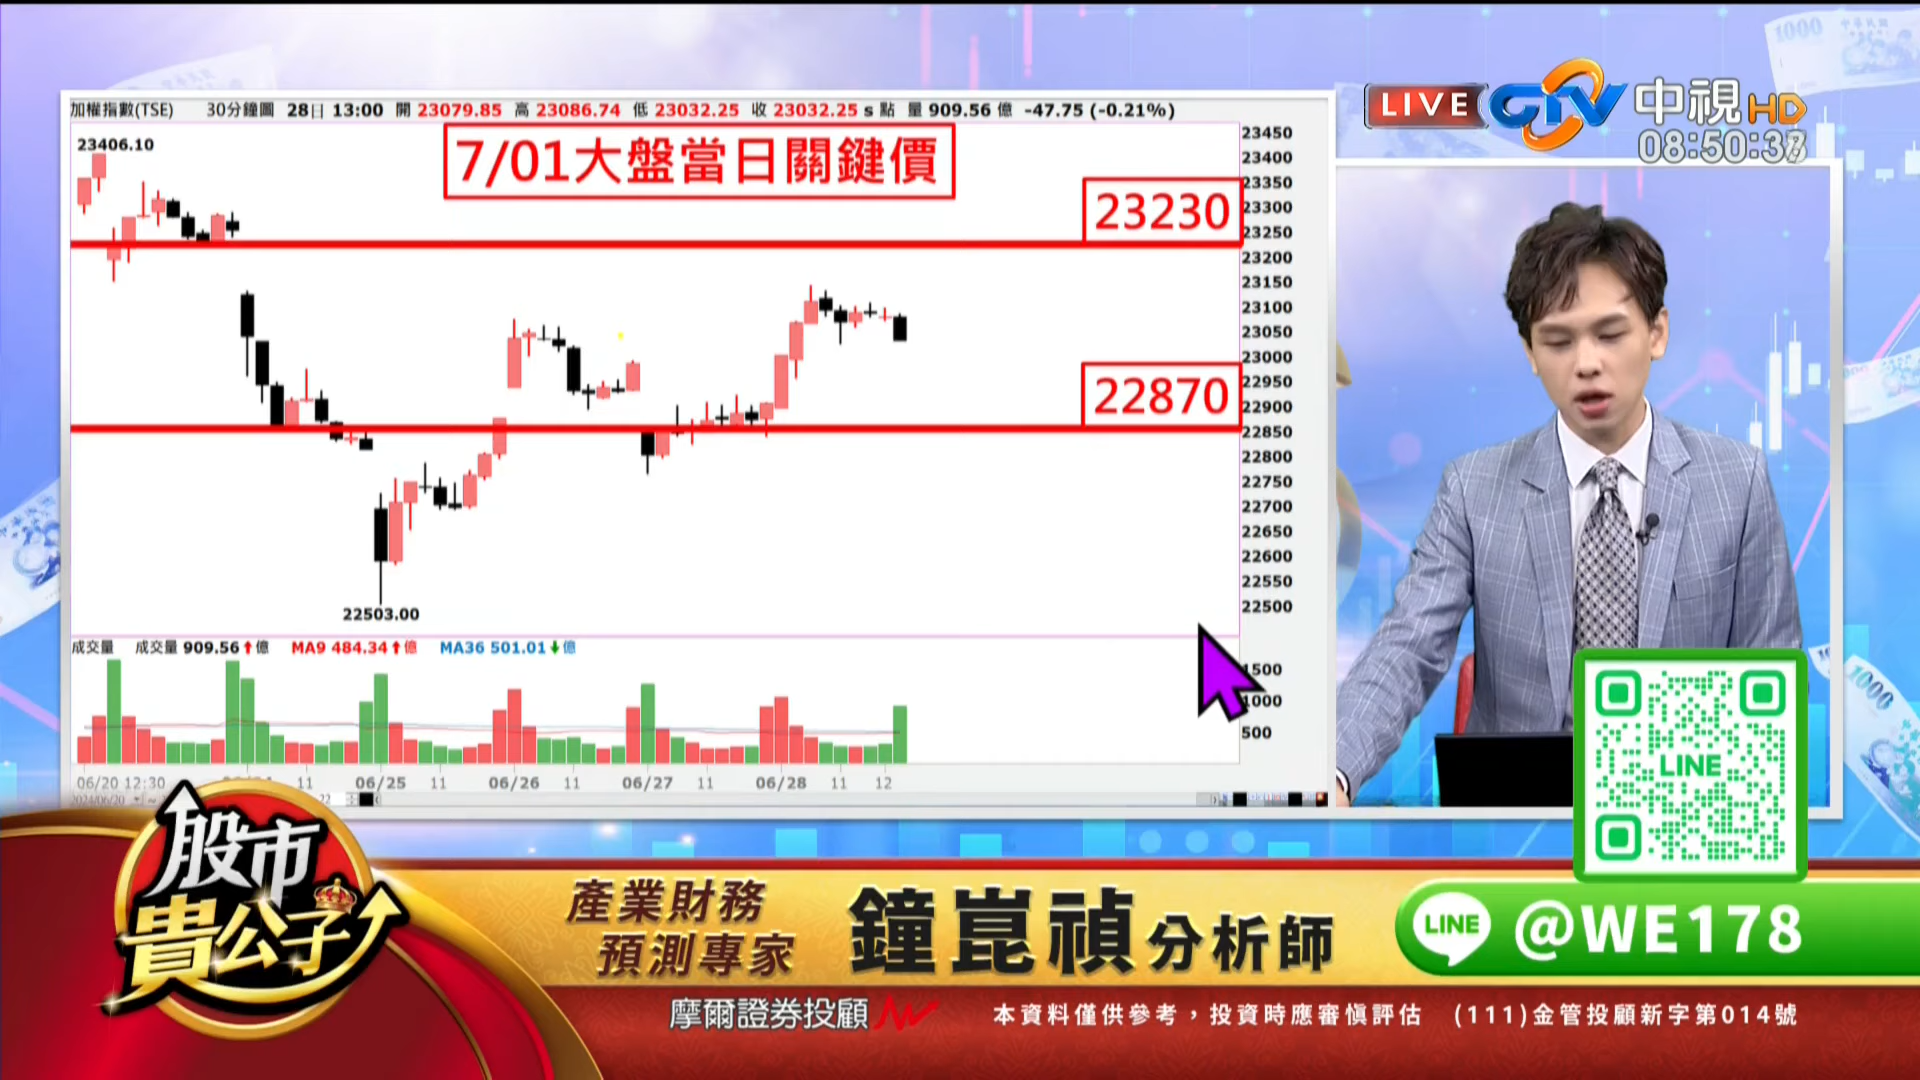 加權指數(TSE) 30分鐘圖 28日 13:00 開 23079.85 高 23086.74 低 23032.25 收 23032.25 s 點 量 909.56 億 -47.75 (-0.21%)
LIVE CTV 中視HD
08:50:37
23406.10
7/01大盤當日關鍵價
23230
22870
22503.00
23450
23400
23350
23300
23250
23200
23150
23100
23050
23000
22950
22900
22850
22800
22750
22700
22650
22600
22550
22500
成交量 成交量 909.56 億 MA9 484.34 億 MA36 501.01 億
1500
1000
500
06/20 12:30 11 06/25 11 06/26 11 06/27 11 06/28 11 12
LINE
股市
貴公子
產業財務
預測專家
鐘崑禎分析師
LINE @WE178
摩爾證券投顧
本資料僅供參考，投資時應審慎評估 (111)金管投顧新字第014號
1000
1000